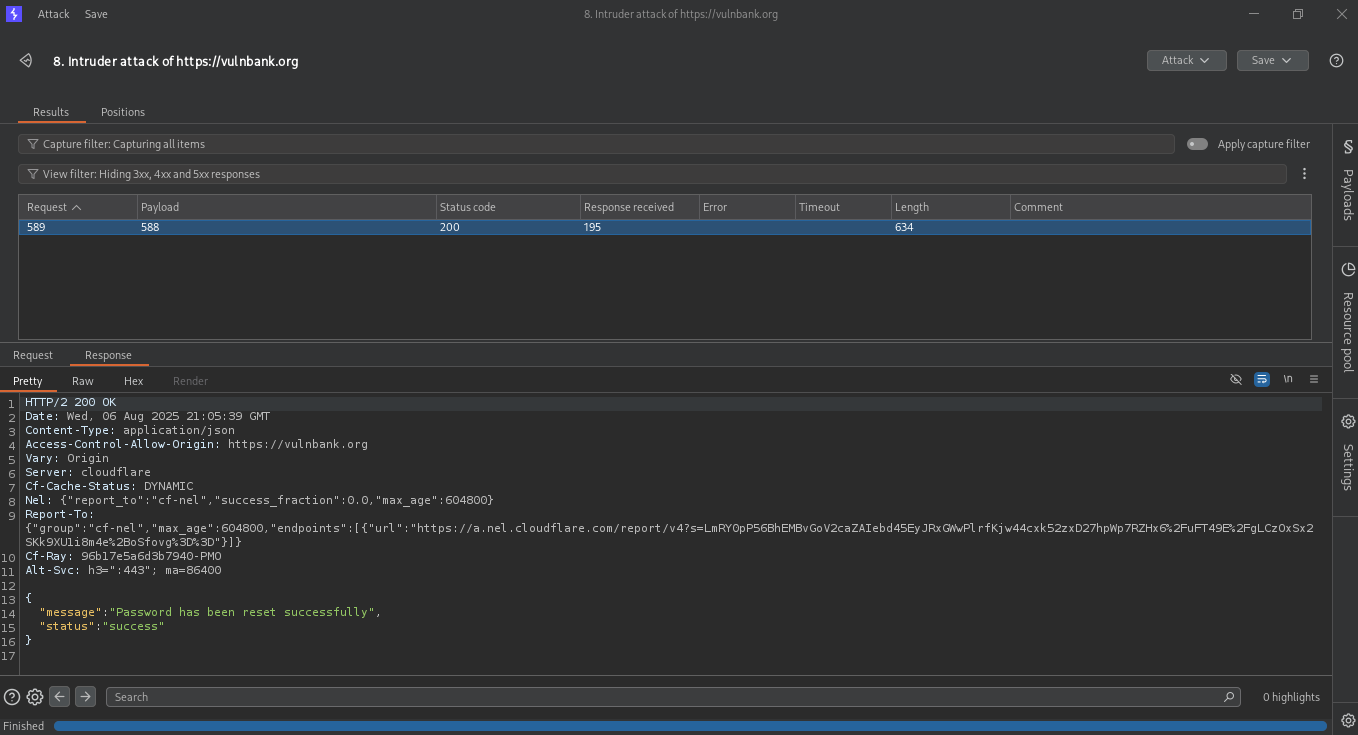 Attack Save 8. Intruder attack of https://vulnbank.org
8. Intruder attack of https://vulnbank.org Attack Save
Results Positions
Capture filter: Capturing all items Apply capture filter
View filter: Hiding 3xx, 4xx and 5xx responses
Request Payload Status code Response received Error Timeout Length Comment
589 588 200 195 634
Request Response
Pretty Raw Hex Render \n
1 HTTP/2 200 OK
2 Date: Wed, 06 Aug 2025 21:05:39 GMT
3 Content-Type: application/json
4 Access-Control-Allow-Origin: https://vulnbank.org
5 Vary: Origin
6 Server: cloudflare
7 Cf-Cache-Status: DYNAMIC
8 Nel: {"report_to":"cf-nel","success_fraction":0.0,"max_age":604800}
9 Report-To:
{"group":"cf-nel","max_age":604800,"endpoints":[{"url":"https://a.nel.cloudflare.com/report/v4?s=LmRYOpP56BhEMBvGoV2caZAIebd45EyJRxGWwPlrfKjw44cxk52zxD27hpWp7RZHx6%2FuFT49E%2FgLCzOxSx2
SKk9XUli8m4e%2BoSfovg%3D%3D"}]}
10 Cf-Ray: 96b17e5a6d3b7940-PMO
11 Alt-Svc: h3=":443"; ma=86400
12
13 {
14 "message":"Password has been reset successfully",
15 "status":"success"
16 }
17
Search 0 highlights
Finished
Payloads
Resource pool
Settings